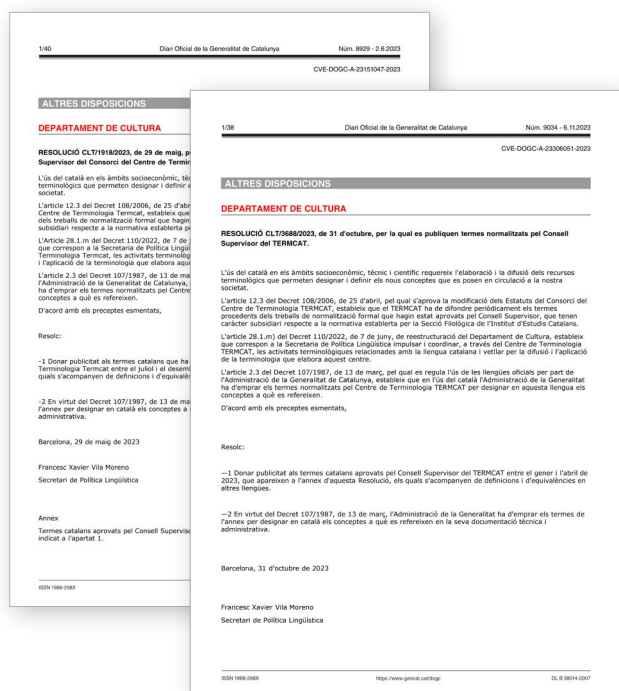 1/40 Diari Oficial de la Generalitat de Catalunya Núm. 8929 - 2.6.2023
CVE-DOGC-A-23151047-2023
ALTRES DISPOSICIONS
DEPARTAMENT DE CULTURA
RESOLUCIÓ CLT/1918/2023, de 29 de maig, p
Supervisor del Consorci del Centre de Termin
L'ús del català en els àmbits socioeconòmic, tèc
terminològics que permeten designar i definir e
societat.
L'article 12.3 del Decret 108/2006, de 25 d'abr
Centre de Terminologia Termcat, estableix que
dels treballs de normalització formal que hagin
subsidiari respecte a la normativa establerta p
L'Article 28.1.m del Decret 110/2022, de 7 de
que correspon a la Secretaria de Política Lingüí
Terminologia Termcat, les activitats terminològi
i l'aplicació de la terminologia que elabora aqu
L'article 2.3 del Decret 107/1987, de 13 de ma
l'Administració de la Generalitat de Catalunya,
ha d'emprar els termes normalitzats pel Centre
conceptes a què es refereixen.
D'acord amb els preceptes esmentats,
Resolc:
-1 Donar publicitat als termes catalans que ha
Terminologia Termcat entre el juliol i el desemb
quals s'acompanyen de definicions i d'equivalèn
-2 En virtut del Decret 107/1987, de 13 de ma
l'annex per designar en català els conceptes a
administrativa.
Barcelona, 29 de maig de 2023
Francesc Xavier Vila Moreno
Secretari de Política Lingüística
Annex
Termes catalans aprovats pel Consell Superviso
indicat a l'apartat 1.
ISSN 1988-298X
1/38 Diari Oficial de la Generalitat de Catalunya Núm. 9034 - 6.11.2023
CVE-DOGC-A-23306051-2023
ALTRES DISPOSICIONS
DEPARTAMENT DE CULTURA
RESOLUCIÓ CLT/3688/2023, de 31 d'octubre, per la qual es publiquen termes normalitzats pel Consell
Supervisor del TERMCAT.
L'ús del català en els àmbits socioeconòmic, tècnic i científic requereix l'elaboració i la difusió dels recursos
terminològics que permeten designar i definir els nous conceptes que es posen en circulació a la nostra
societat.
L'article 12.3 del Decret 108/2006, de 25 d'abril, pel qual s'aprova la modificació dels Estatuts del Consorci del
Centre de Terminologia TERMCAT, estableix que el TERMCAT ha de difondre periòdicament els termes
procedents dels treballs de normalització formal que hagin estat aprovats pel Consell Supervisor, que tenen
caràcter subsidiari respecte a la normativa establerta per la Secció Filològica de l'Institut d'Estudis Catalans.
L'article 28.1.m) del Decret 110/2022, de 7 de juny, de reestructuració del Departament de Cultura, estableix
que correspon a la Secretaria de Política Lingüística impulsar i coordinar, a través del Centre de Terminologia
TERMCAT, les activitats terminològiques relacionades amb la llengua catalana i vetllar per la difusió i l'aplicació
de la terminologia que elabora aquest centre.
L'article 2.3 del Decret 107/1987, de 13 de març, pel qual es regula l'ús de les llengües oficials per part de
l'Administració de la Generalitat de Catalunya, estableix que en l'ús del català l'Administració de la Generalitat
ha d'emprar els termes normalitzats pel Centre de Terminologia TERMCAT per designar en aquesta llengua els
conceptes a què es refereixen.
D'acord amb els preceptes esmentats,
Resolc:
—1 Donar publicitat als termes catalans aprovats pel Consell Supervisor del TERMCAT entre el gener i l'abril de
2023, que apareixen a l'annex d'aquesta Resolució, els quals s'acompanyen de definicions i d'equivalències en
altres llengües.
—2 En virtut del Decret 107/1987, de 13 de març, l'Administració de la Generalitat ha d'emprar els termes de
l'annex per designar en català els conceptes a què es refereixen en la seva documentació tècnica i
administrativa.
Barcelona, 31 d'octubre de 2023
Francesc Xavier Vila Moreno
Secretari de Política Lingüística
ISSN 1988-298X https://www.gencat.cat/dogc DL B 38014-2007